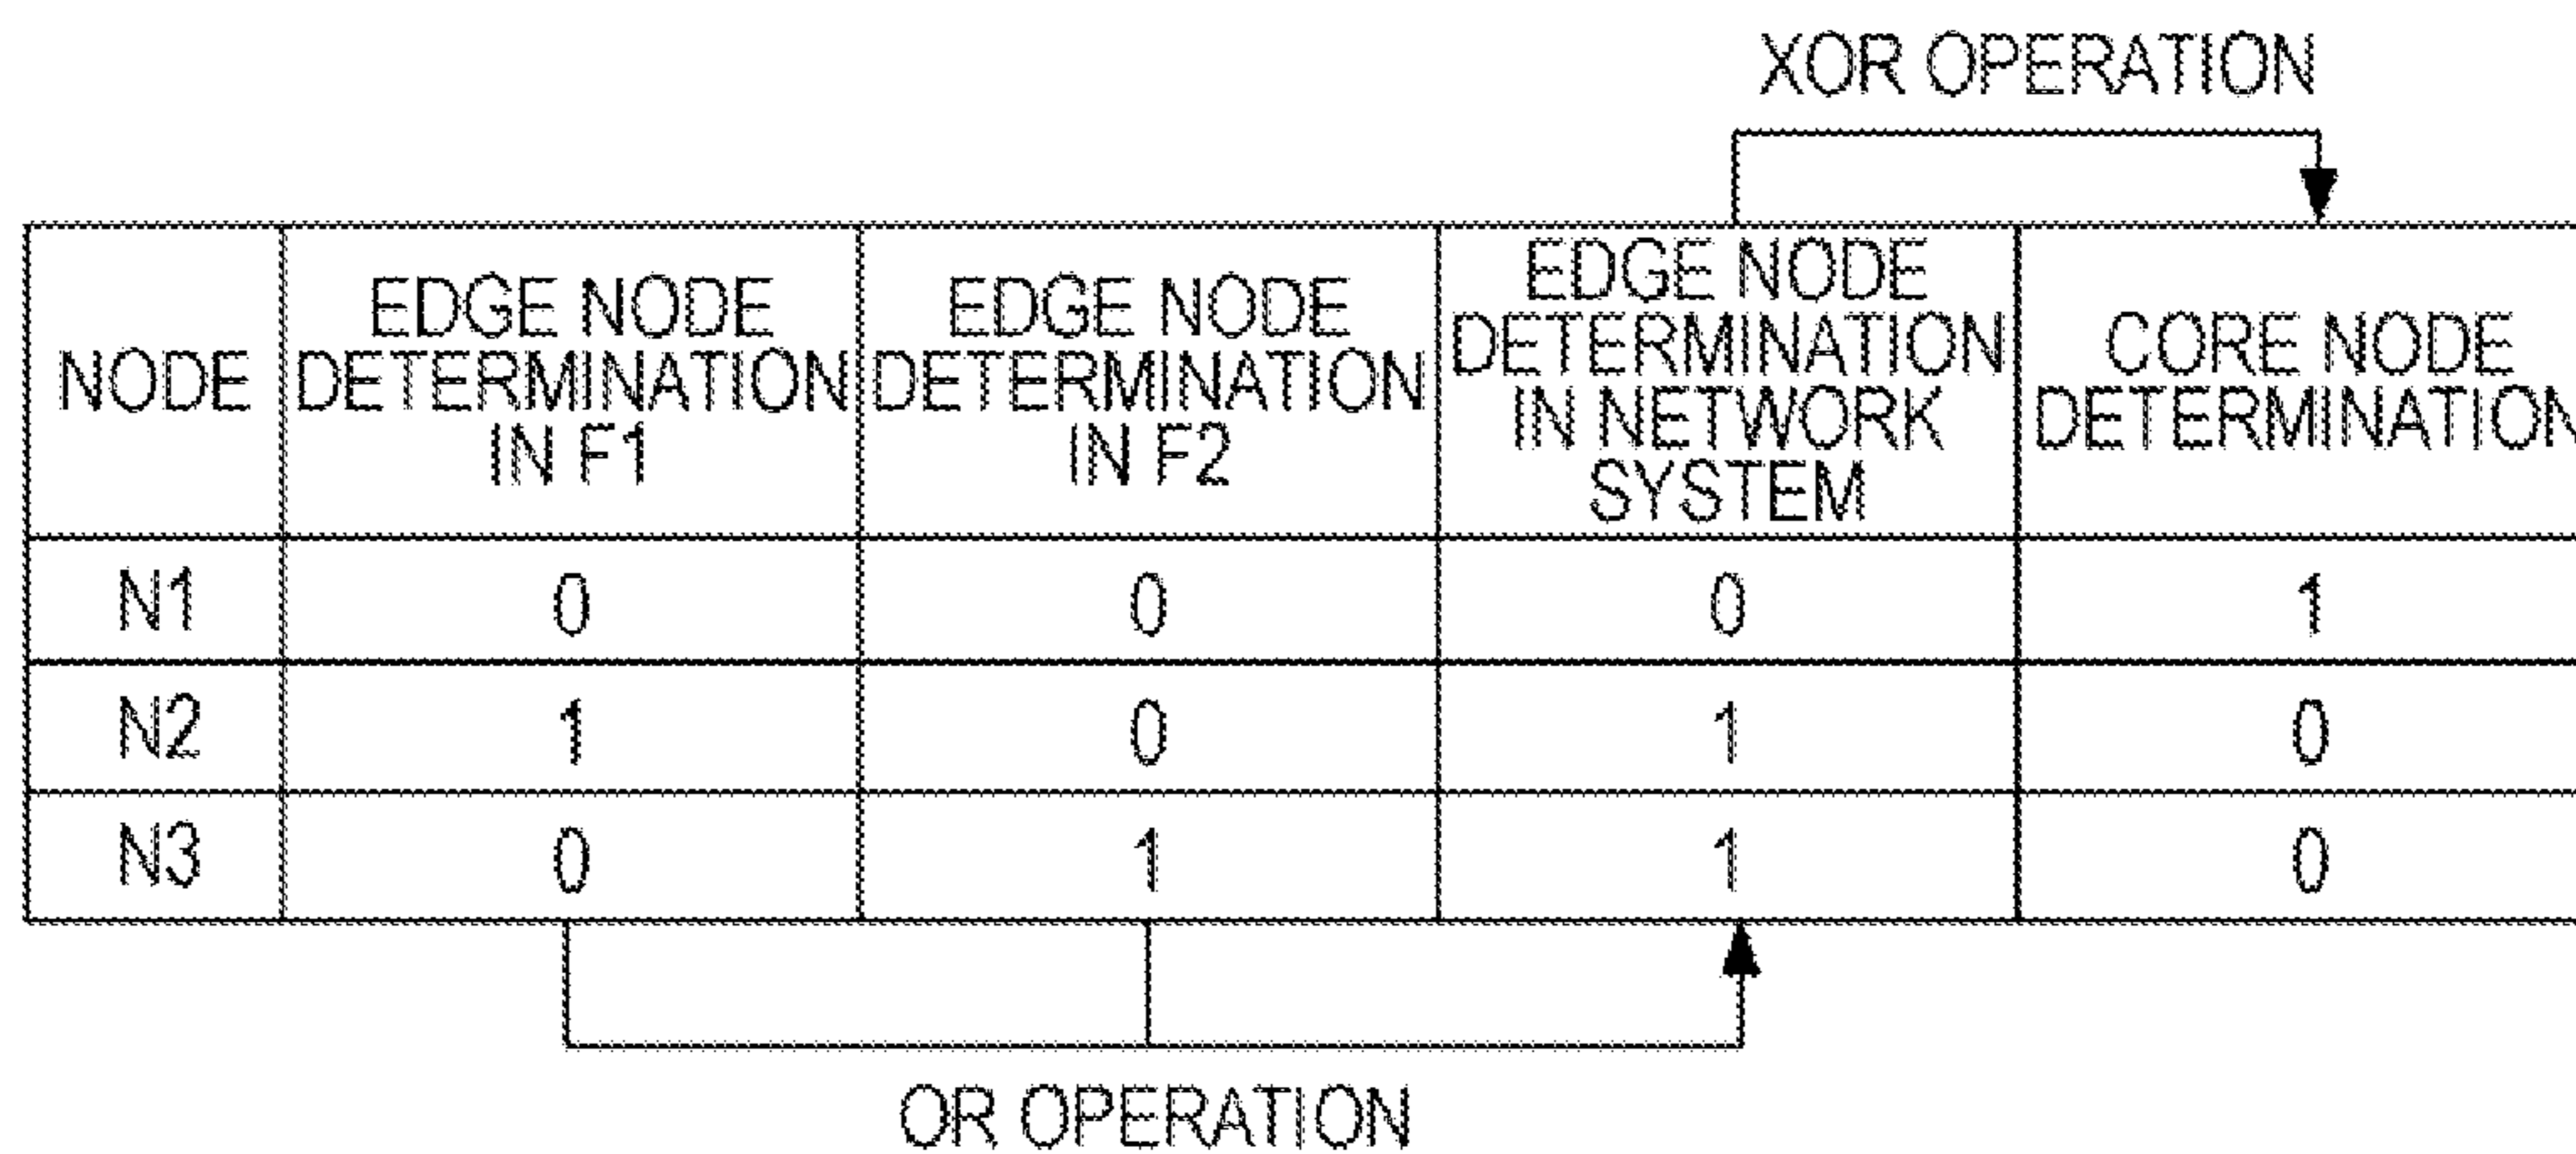 XOR OPERATION
NODE
EDGE NODE
DETERMINATION
IN F1
EDGE NODE
DETERMINATION
IN F2
EDGE NODE
DETERMINATION
IN NETWORK
SYSTEM
CORE NODE
DETERMINATION
N1 0 0 0 1
N2 1 0 1 0
N3 0 1 1 0
OR OPERATION